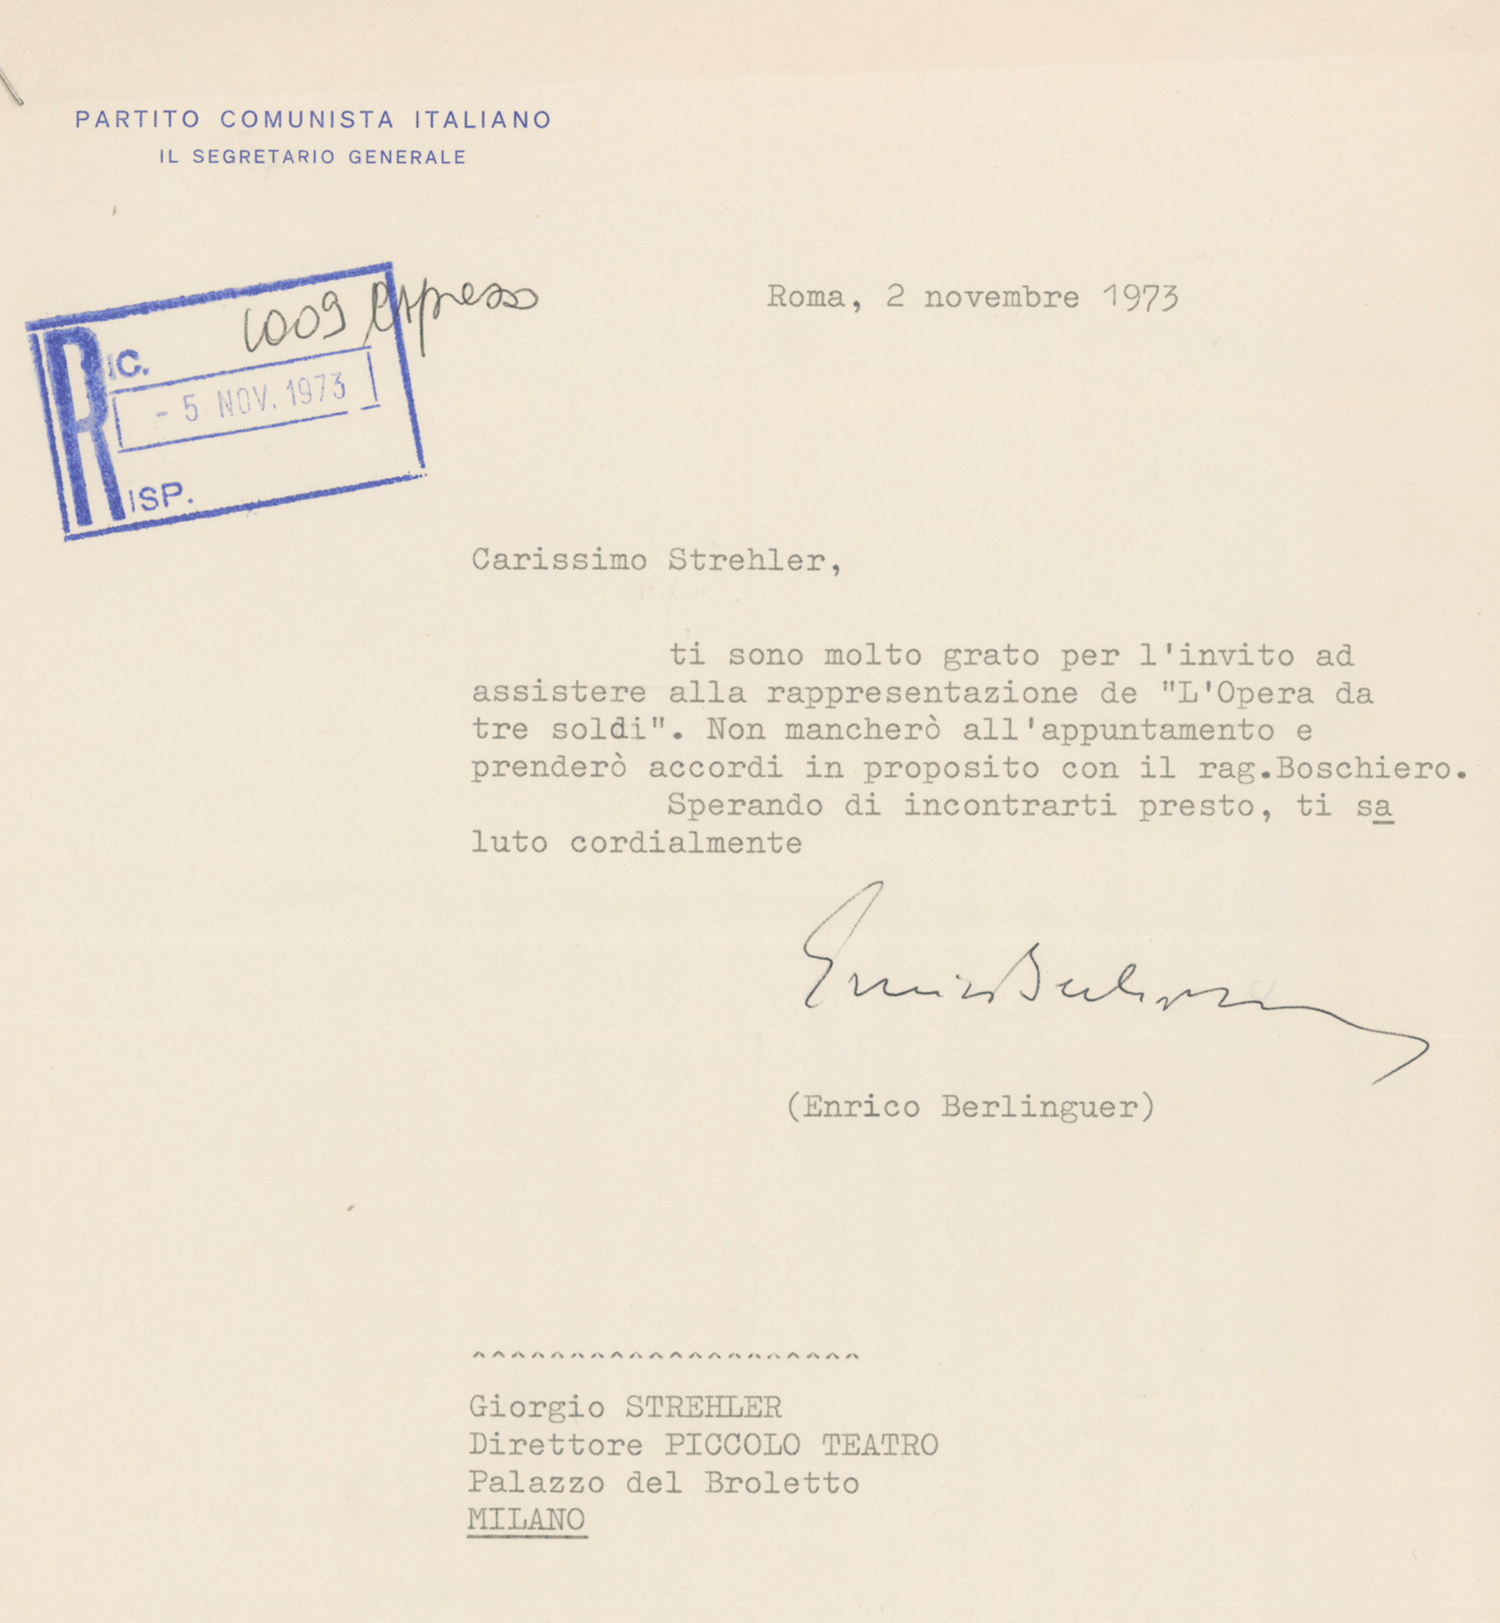 PARTITO COMUNISTA ITALIANO
IL SEGRETARIO GENERALE
1009 espresso
Roma, 2 novembre 1973
RIC.
- 5 NOV. 1973
RISP.
Carissimo Strehler,
ti sono molto grato per l'invito ad
assistere alla rappresentazione de "L'Opera da
tre soldi". Non mancherò all'appuntamento e
prenderò accordi in proposito con il rag.Boschiero.
Sperando di incontrarti presto, ti sa
luto cordialmente
Enrico Berlinguer
(Enrico Berlinguer)
^^^^^^^^^^^^^^^^^^^^
Giorgio STREHLER
Direttore PICCOLO TEATRO
Palazzo del Broletto
MILANO